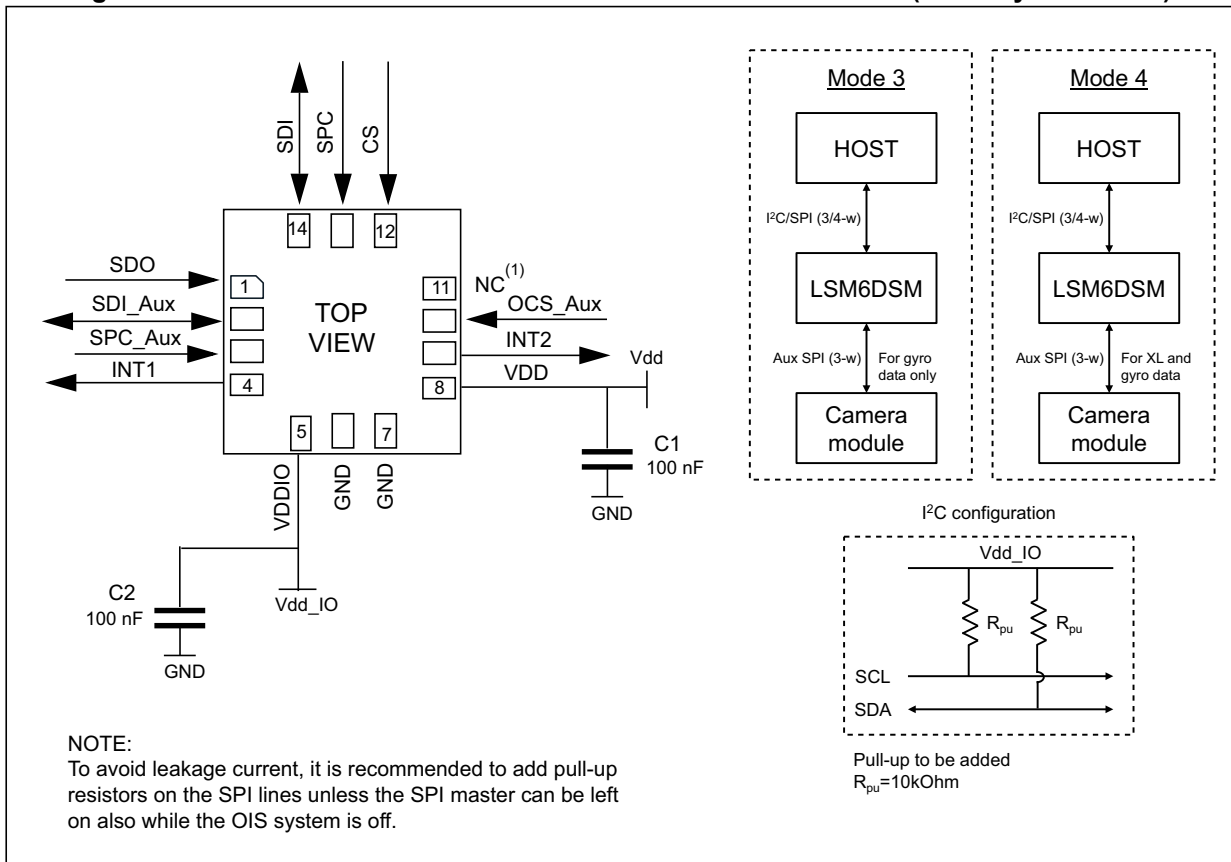 SDI
SPC
CS
14
12
SDO
1
SDI_Aux
SPC_Aux
INT1
4
TOP
VIEW
11
NC(1)
OCS_Aux
INT2
VDD
8
Vdd
5
7
VDDIO
GND
GND
C1
100 nF
GND
C2
100 nF
GND
Vdd_IO
NOTE:
To avoid leakage current, it is recommended to add pull-up
resistors on the SPI lines unless the SPI master can be left
on also while the OIS system is off.
Mode 3
HOST
I²C/SPI (3/4-w)
LSM6DSM
Aux SPI (3-w)
For gyro
data only
Camera
module
Mode 4
HOST
I²C/SPI (3/4-w)
LSM6DSM
Aux SPI (3-w)
For XL and
gyro data
Camera
module
I²C configuration
Vdd_IO
Rpu
Rpu
SCL
SDA
Pull-up to be added
Rpu=10kOhm